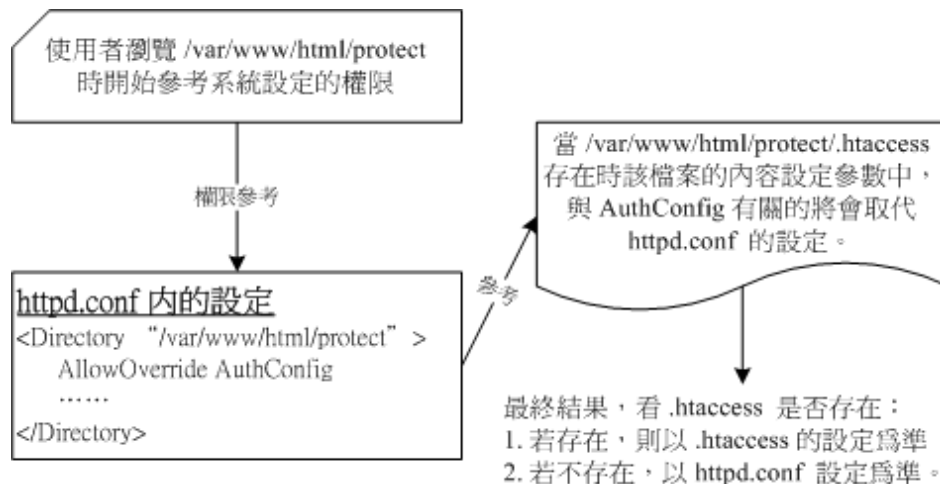 使用者瀏覽 /var/www/html/protect
時開始參考系統設定的權限
權限參考
httpd.conf 內的設定
<Directory “/var/www/html/protect” >
AllowOverride AuthConfig
……
</Directory>
參考
當 /var/www/html/protect/.htaccess
存在時該檔案的內容設定參數中，
與 AuthConfig 有關的將會取代
httpd.conf 的設定。
最終結果，看 .htaccess 是否存在：
1. 若存在，則以 .htaccess 的設定為準
2. 若不存在，以 httpd.conf 設定為準。